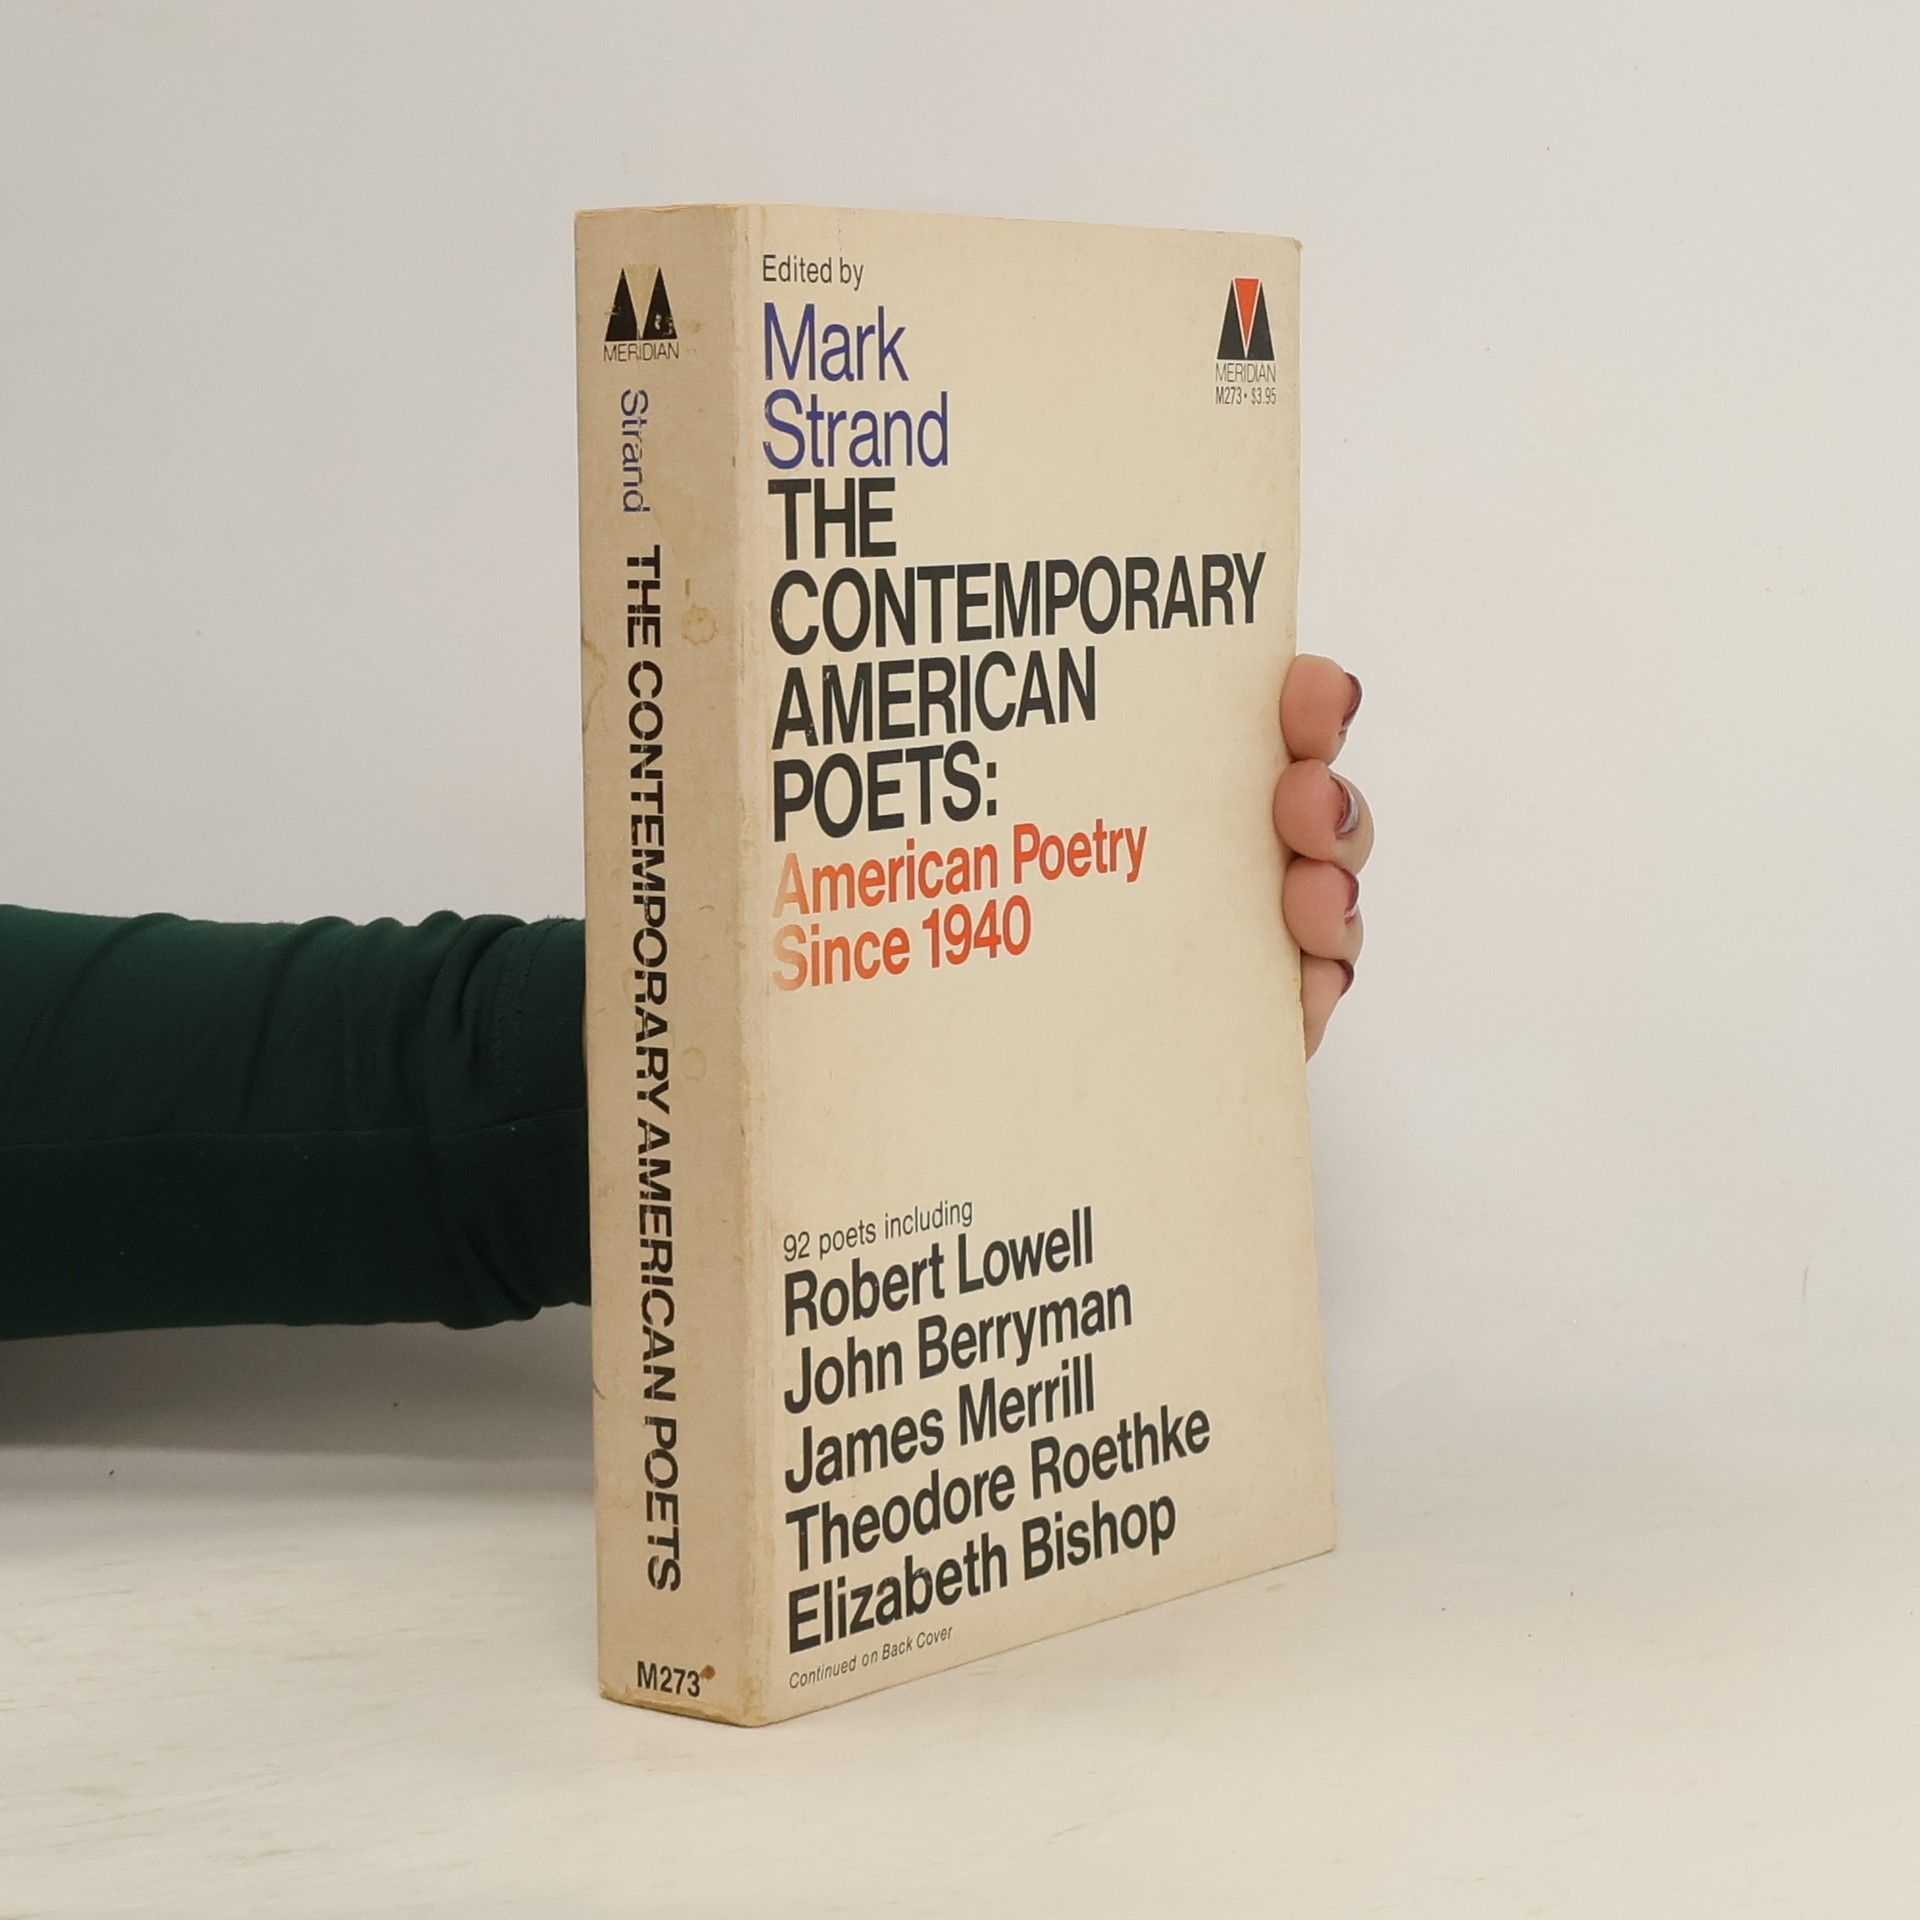 MERIDIAN
Strand THE CONTEMPORARY AMERICAN POETS
M273
Edited by
Mark
Strand
THE
CONTEMPORARY
AMERICAN
POETS:
American Poetry
Since 1940
MERIDIAN
M273 • $3.95
92 poets including
Robert Lowell
John Berryman
James Merrill
Theodore Roethke
Elizabeth Bishop
Continued on Back Cover